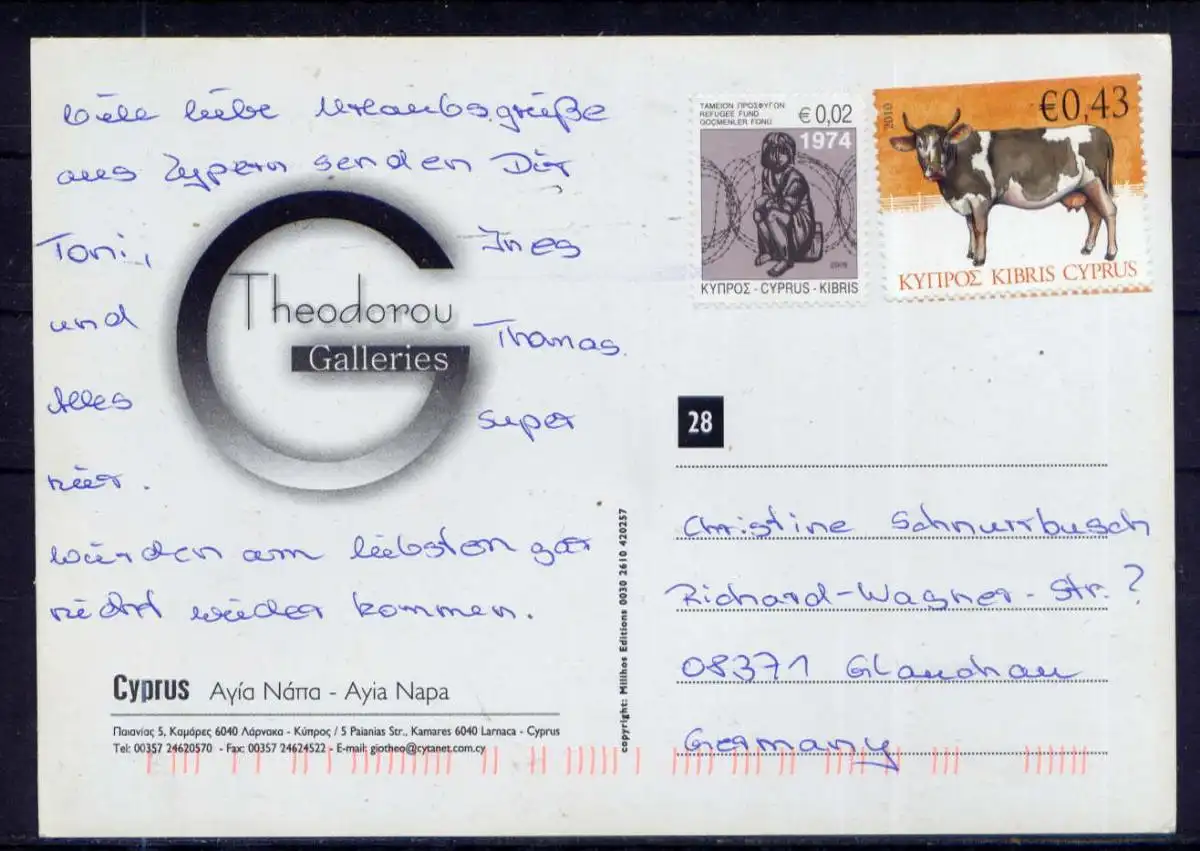 Viele liebe Urlaubsgrüße
aus Zypern senden Dir
Toni, Ines
und Thomas.
Alles super
hier.
würden am liebsten gar
nicht wieder kommen.
Theodorou
Galleries
Cyprus Αγία Νάπα - Ayia Napa
Παιανίας 5, Καμάρες 6040 Λάρνακα - Κύπρος / 5 Paianias Str., Kamares 6040 Larnaca - Cyprus
Tel: 00357 24620570 - Fax: 00357 24624522 - E-mail: giotheo@cytanet.com.cy
copyright: Milihos Editions 0030 2610 420257
ΤΑΜΕΙΟΝ ΠΡΟΣΦΥΓΩΝ
REFUGEE FUND
GÖÇMENLER FONU
€ 0,02
1974
ΚΥΠΡΟΣ - CYPRUS - KIBRIS
2010
€0,43
ΚΥΠΡΟΣ KIBRIS CYPRUS
28
Christine Schnurrbusch
Richard-Wagner-Str. ?
08371 Glauchau
Germany